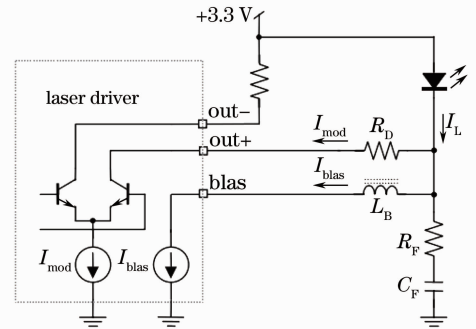 +3.3 V
laser driver
out−
out+
blas
I_mod
R_D
I_L
I_blas
L_B
R_F
I_mod
I_blas
C_F